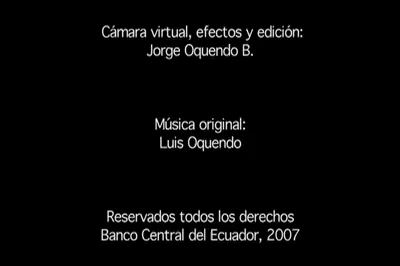 Cámara virtual, efectos y edición:
Jorge Oquendo B.
Música original:
Luis Oquendo
Reservados todos los derechos
Banco Central del Ecuador, 2007